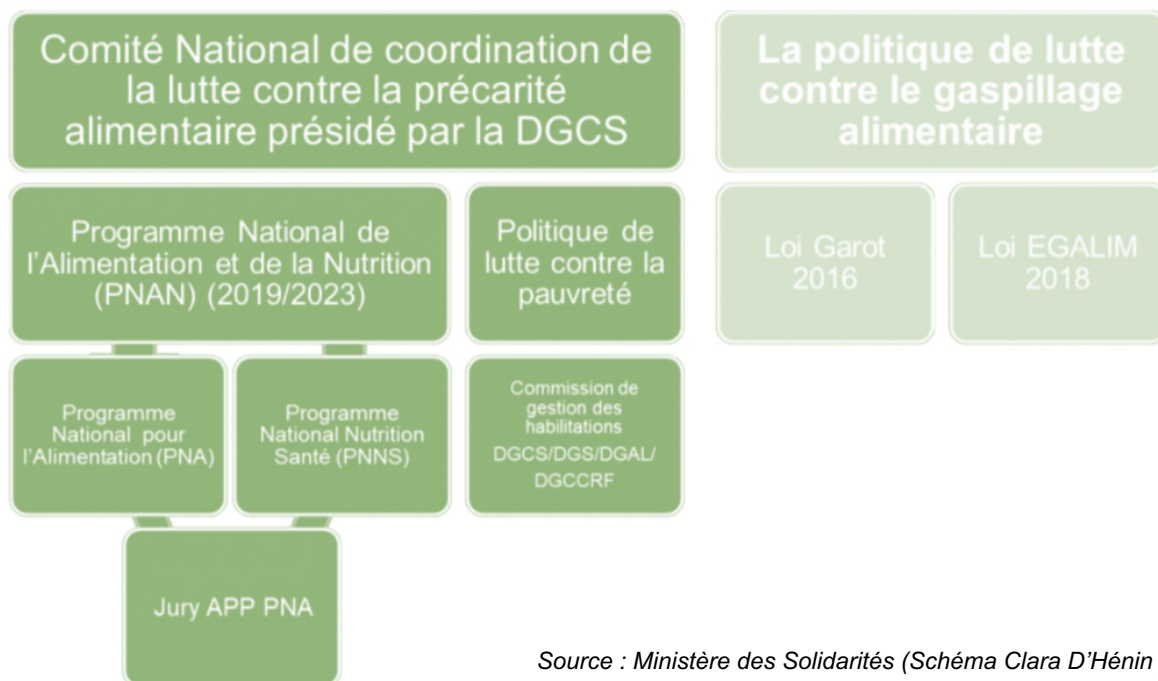 Comité National de coordination de
la lutte contre la précarité
alimentaire présidé par la DGCS
La politique de lutte
contre le gaspillage
alimentaire
Programme National de
l'Alimentation et de la Nutrition
(PNAN) (2019/2023)
Politique de
lutte contre la
pauvreté
Loi Garot
2016
Loi EGALIM
2018
Programme
National pour
l'Alimentation (PNA)
Programme
National Nutrition
Santé (PNNS)
Commission de
gestion des
habilitations
DGCS/DGS/DGAL/
DGCCRF
Jury APP PNA
Source : Ministère des Solidarités (Schéma Clara D'Hénin